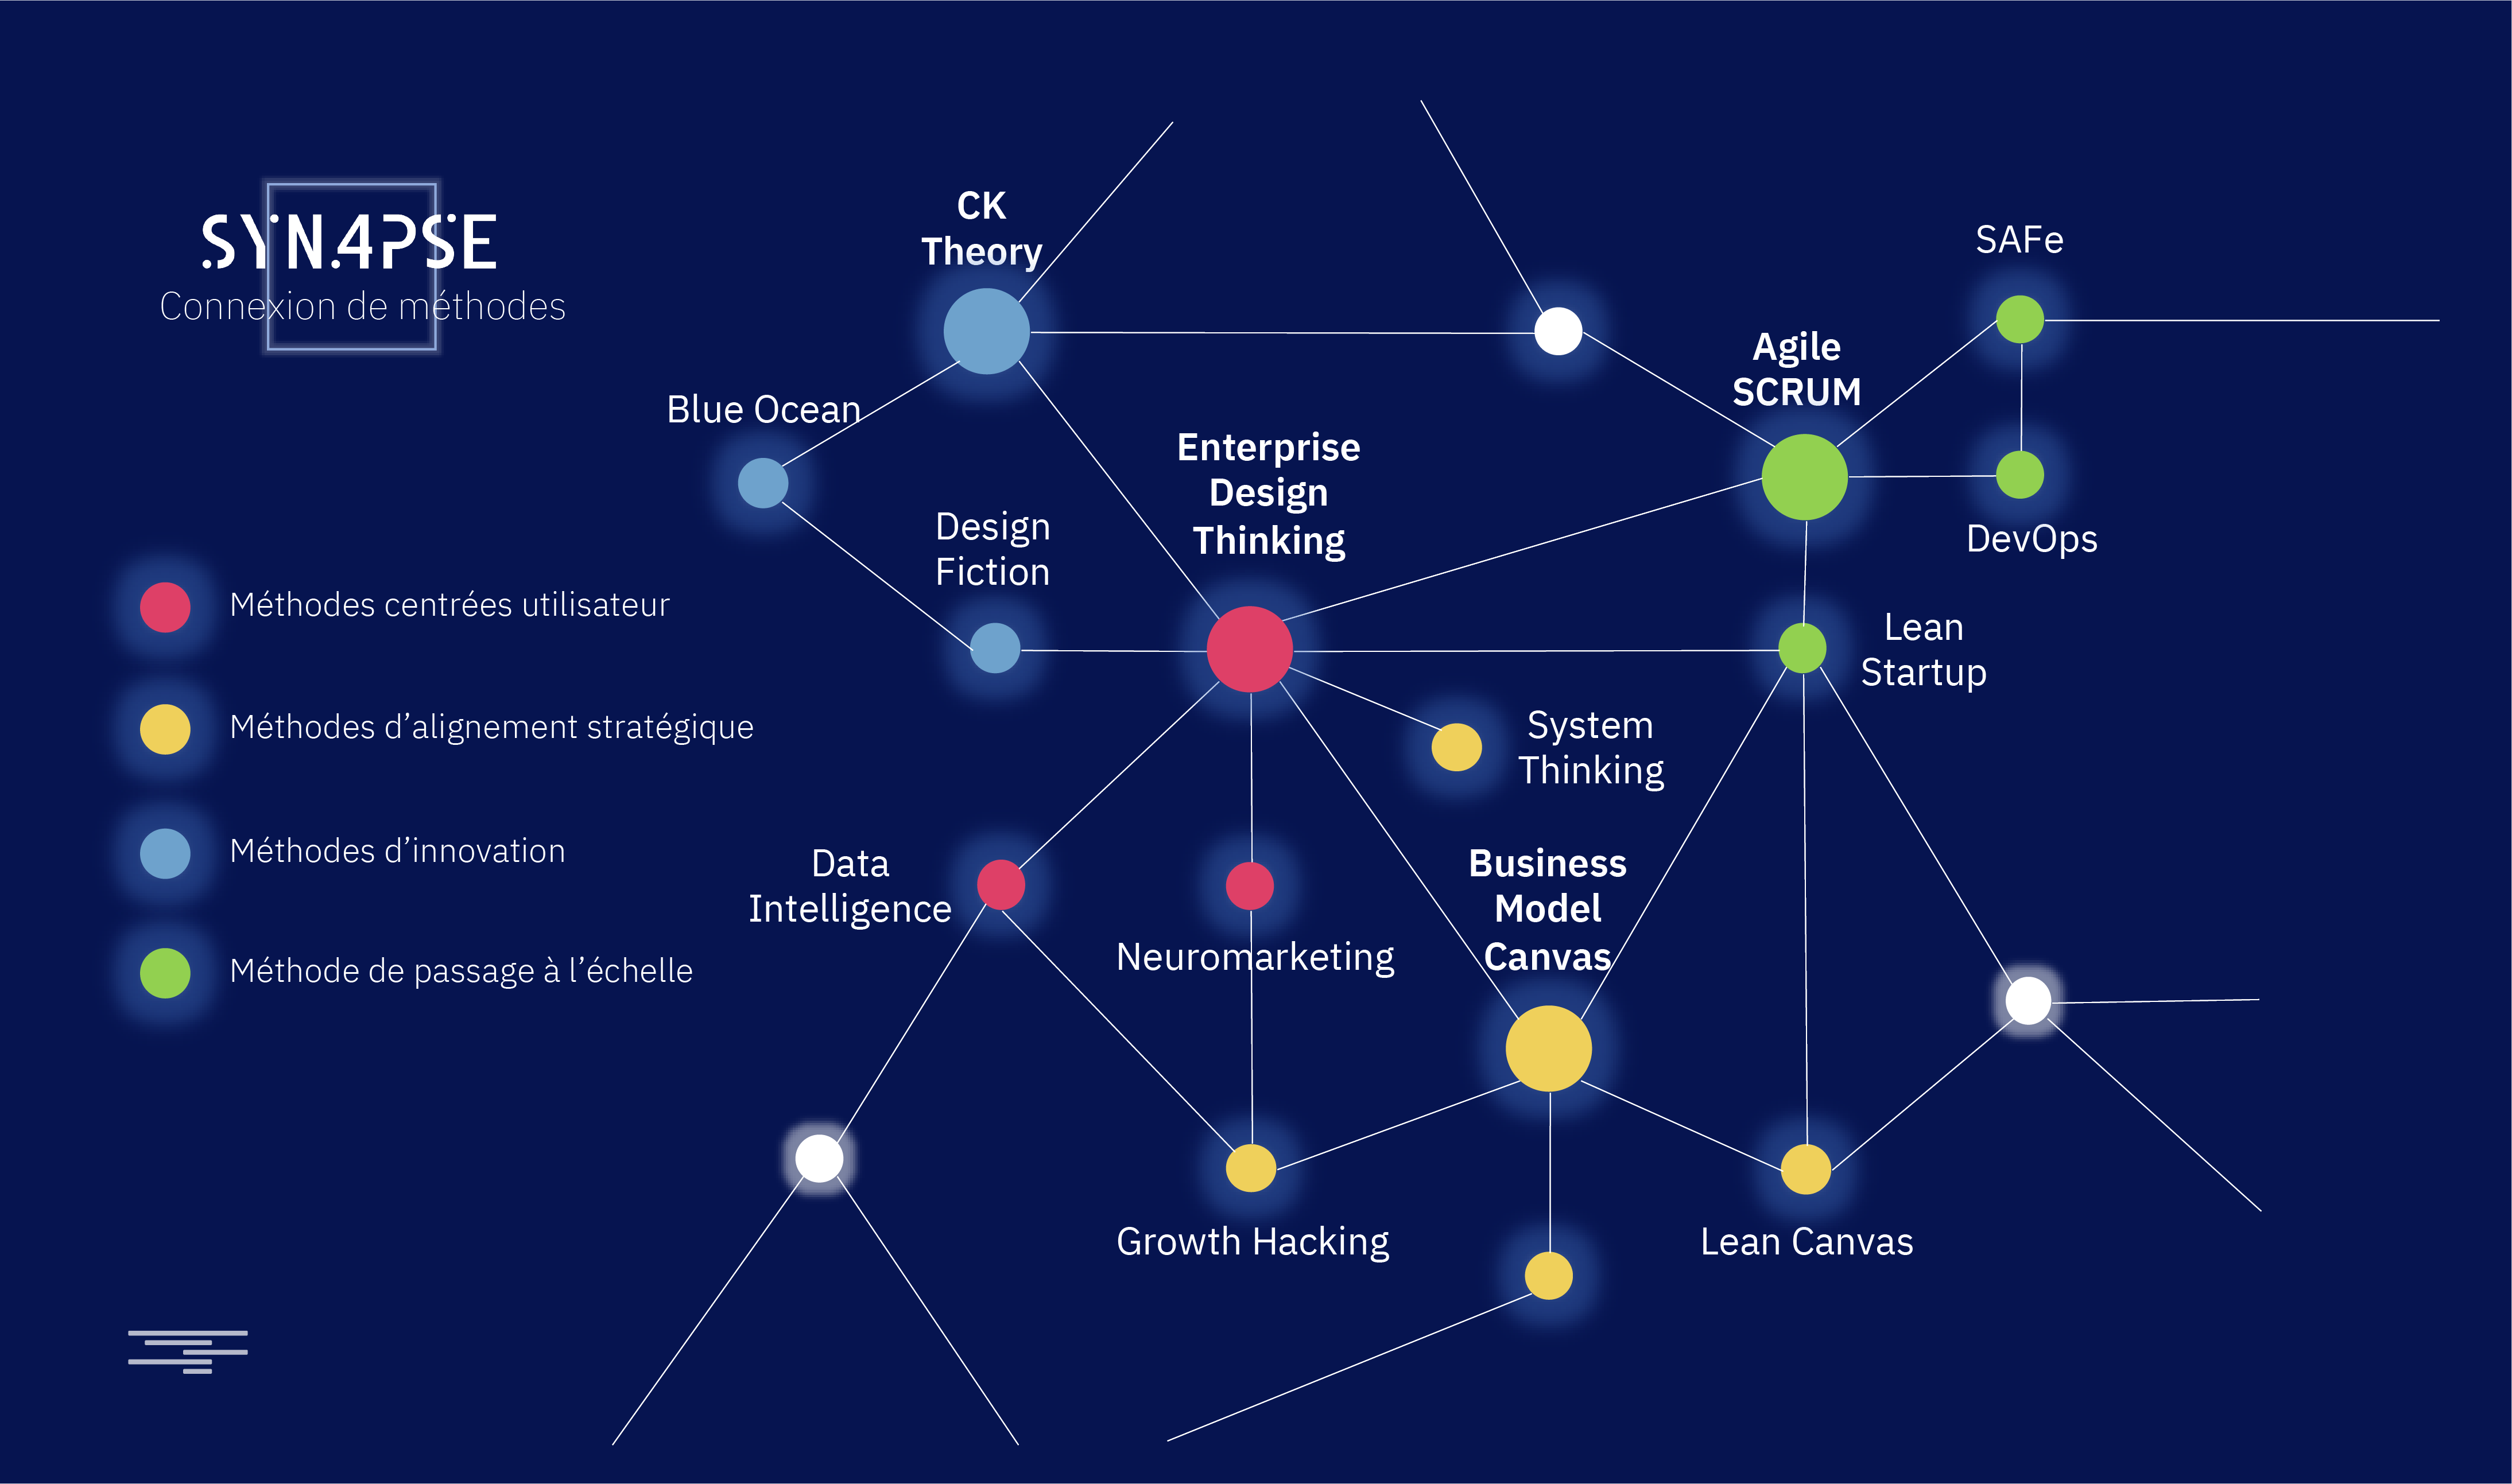 SYN4PSE
Connexion de méthodes
CK
Theory
SAFe
Agile
SCRUM
Blue Ocean
Enterprise
Design
Thinking
Design
Fiction
DevOps
Méthodes centrées utilisateur
Lean
Startup
Méthodes d’alignement stratégique
System
Thinking
Méthodes d’innovation
Data
Intelligence
Business
Model
Canvas
Neuromarketing
Méthode de passage à l’échelle
Growth Hacking
Lean Canvas